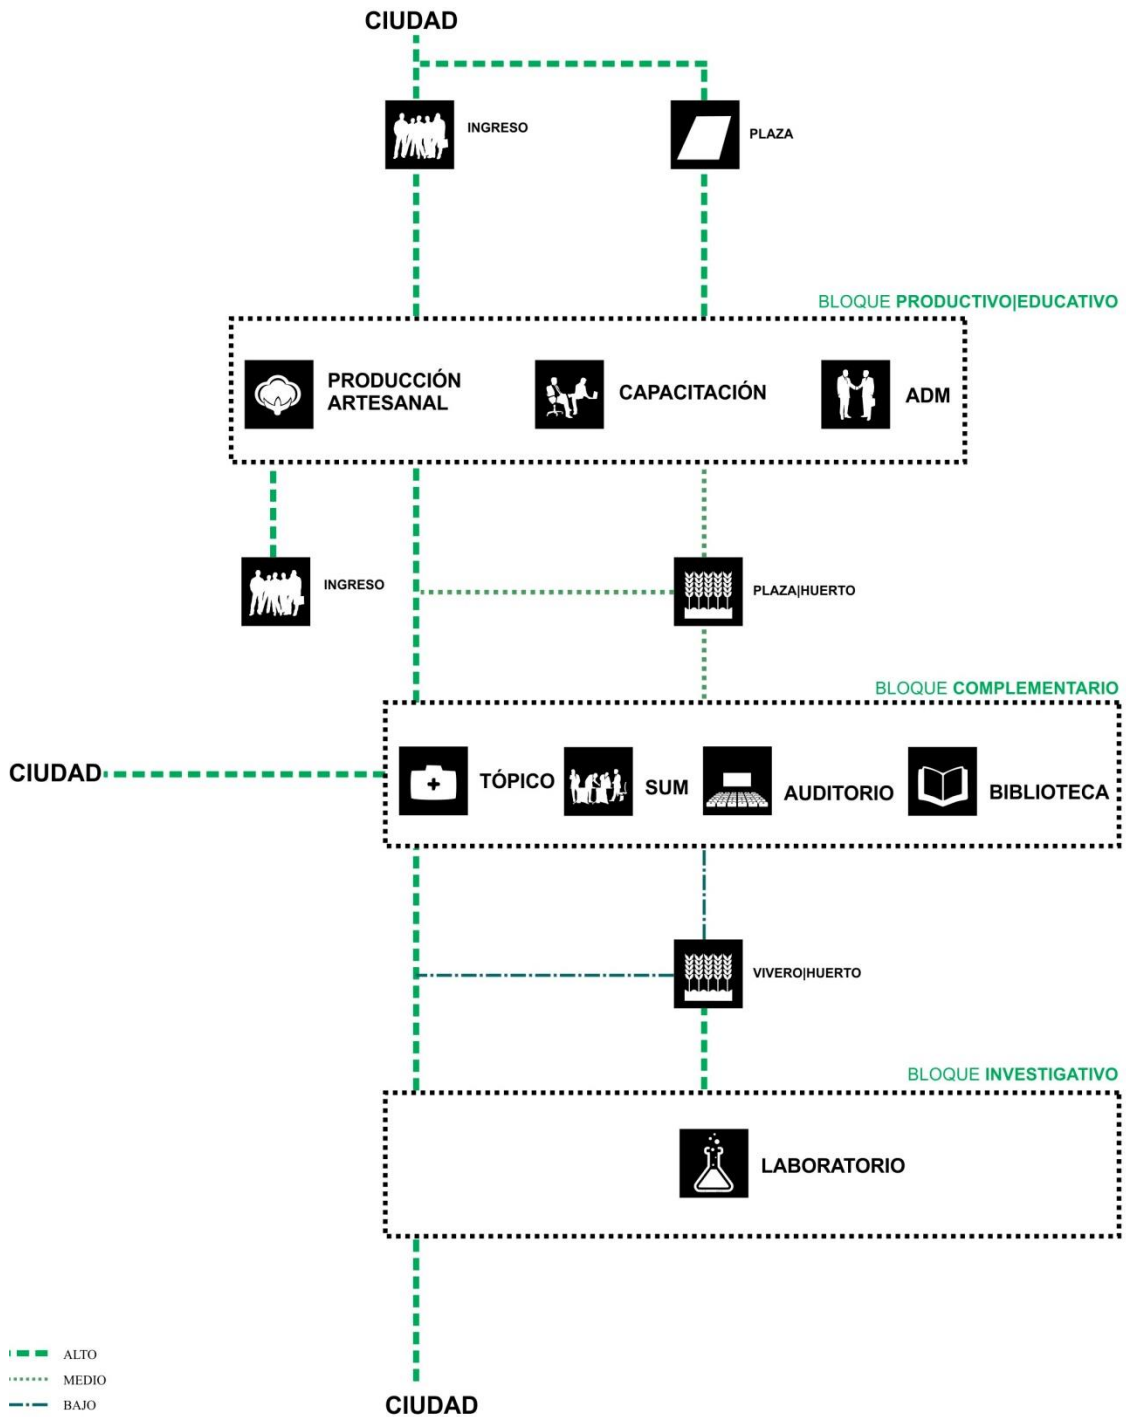 CIUDAD
INGRESO
PLAZA
BLOQUE PRODUCTIVO|EDUCATIVO
PRODUCCIÓN
ARTESANAL
CAPACITACIÓN
ADM
INGRESO
PLAZA|HUERTO
BLOQUE COMPLEMENTARIO
CIUDAD
TÓPICO
SUM
AUDITORIO
BIBLIOTECA
VIVERO|HUERTO
BLOQUE INVESTIGATIVO
LABORATORIO
ALTO
MEDIO
BAJO
CIUDAD